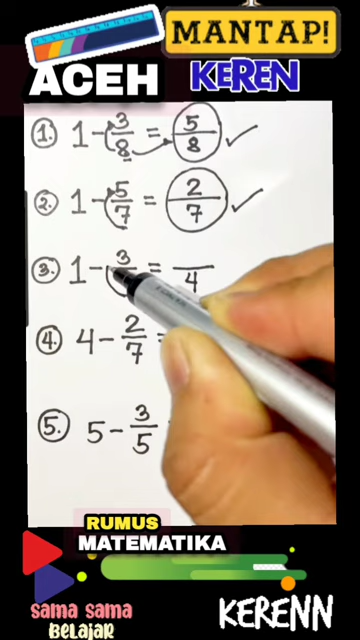 MANTAP!
ACEH KEREN
1. 1 - 3/8 = 5/8 ✓
2. 1 - 5/7 = 2/7 ✓
3. 1 - 3 = /4
4. 4 - 2/7 =
5. 5 - 3/5
RUMUS
MATEMATIKA
sama sama
BELAJAR
KERENN